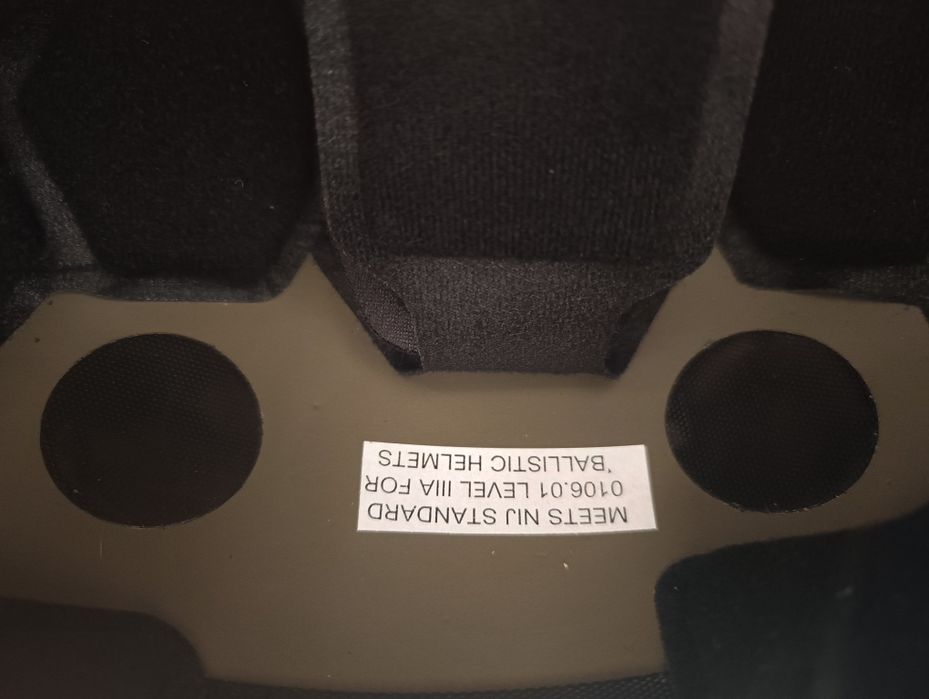 MEETS NIJ STANDARD
0106.01 LEVEL IIIA FOR
'BALLISTIC HELMETS